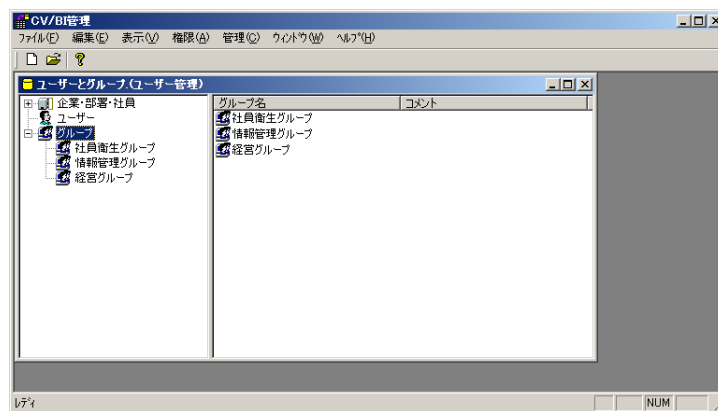 CV/BI管理
ファイル(F) 編集(E) 表示(V) 権限(A) 管理(C) ウィンドウ(W) ヘルプ(H)
ユーザーとグループ.(ユーザー管理)
企業・部署・社員
ユーザー
グループ
社員衛生グループ
情報管理グループ
経営グループ
グループ名 コメント
社員衛生グループ
情報管理グループ
経営グループ
レディ NUM